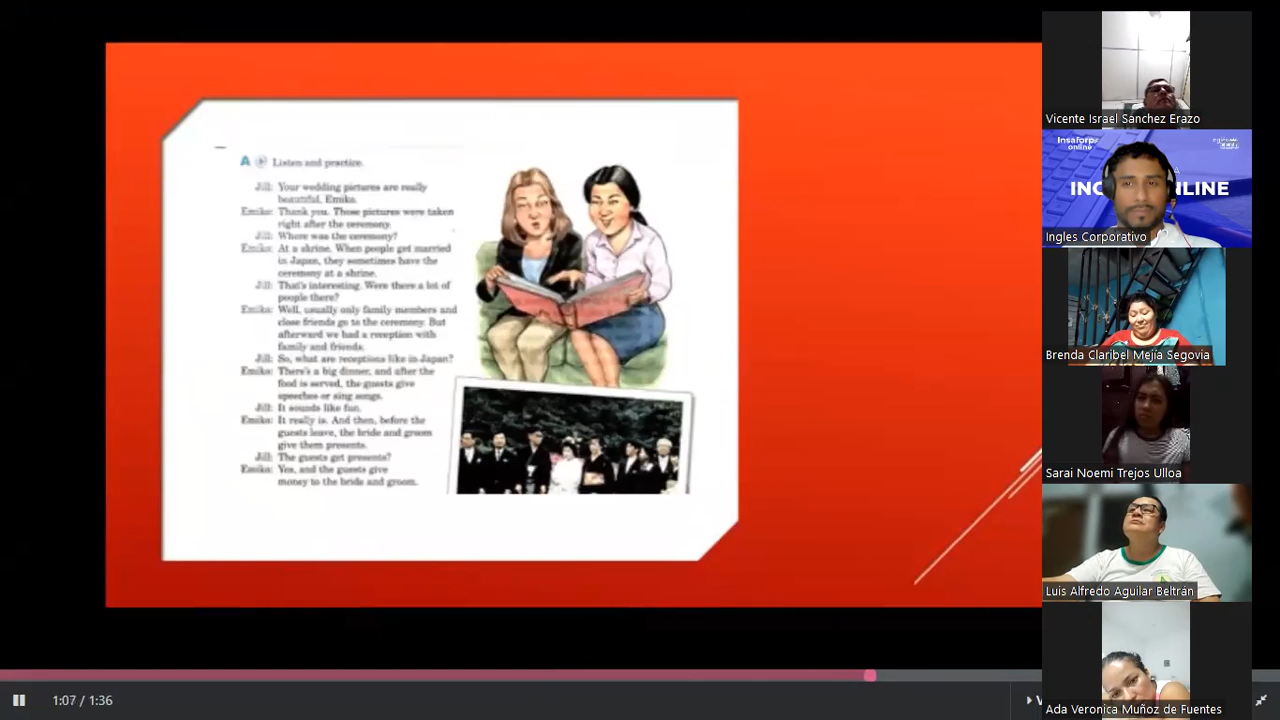 A Listen and practice.
Jill: Your wedding pictures are really
beautiful, Emiko.
Emiko: Thank you. Those pictures were taken
right after the ceremony.
Jill: Where was the ceremony?
Emiko: At a shrine. When people get married
in Japan, they sometimes have the
ceremony at a shrine.
Jill: That's interesting. Were there a lot of
people there?
Emiko: Well, usually only family members and
close friends go to the ceremony. But
afterward we had a reception with
family and friends.
Jill: So, what are receptions like in Japan?
Emiko: There's a big dinner, and after the
food is served, the guests give
speeches or sing songs.
Jill: It sounds like fun.
Emiko: It really is. And then, before the
guests leave, the bride and groom
give them presents.
Jill: The guests get presents?
Emiko: Yes, and the guests give
money to the bride and groom.
1:07 / 1:36
Vicente Israel Sánchez Erazo
Insaforp
online
NLINE
Ingles Corporativo
Brenda Claribel Mejía Segovia
Sarai Noemi Trejos Ulloa
Luis Alfredo Aguilar Beltrán
Ada Veronica Muñoz de Fuentes